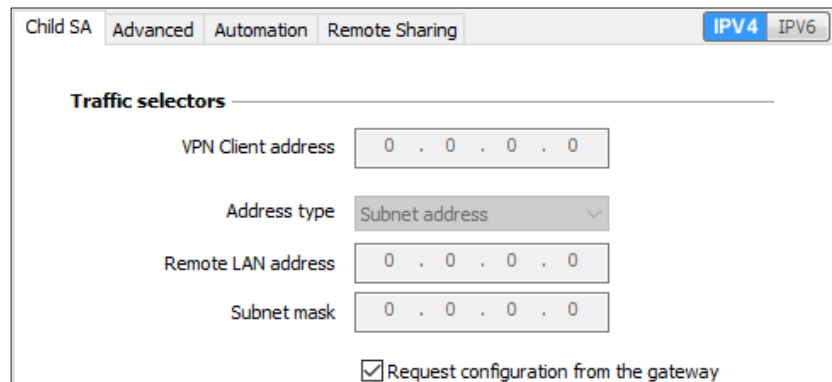 Child SA Advanced Automation Remote Sharing IPV4 IPV6
Traffic selectors
VPN Client address 0 . 0 . 0 . 0
Address type Subnet address
Remote LAN address 0 . 0 . 0 . 0
Subnet mask 0 . 0 . 0 . 0
Request configuration from the gateway